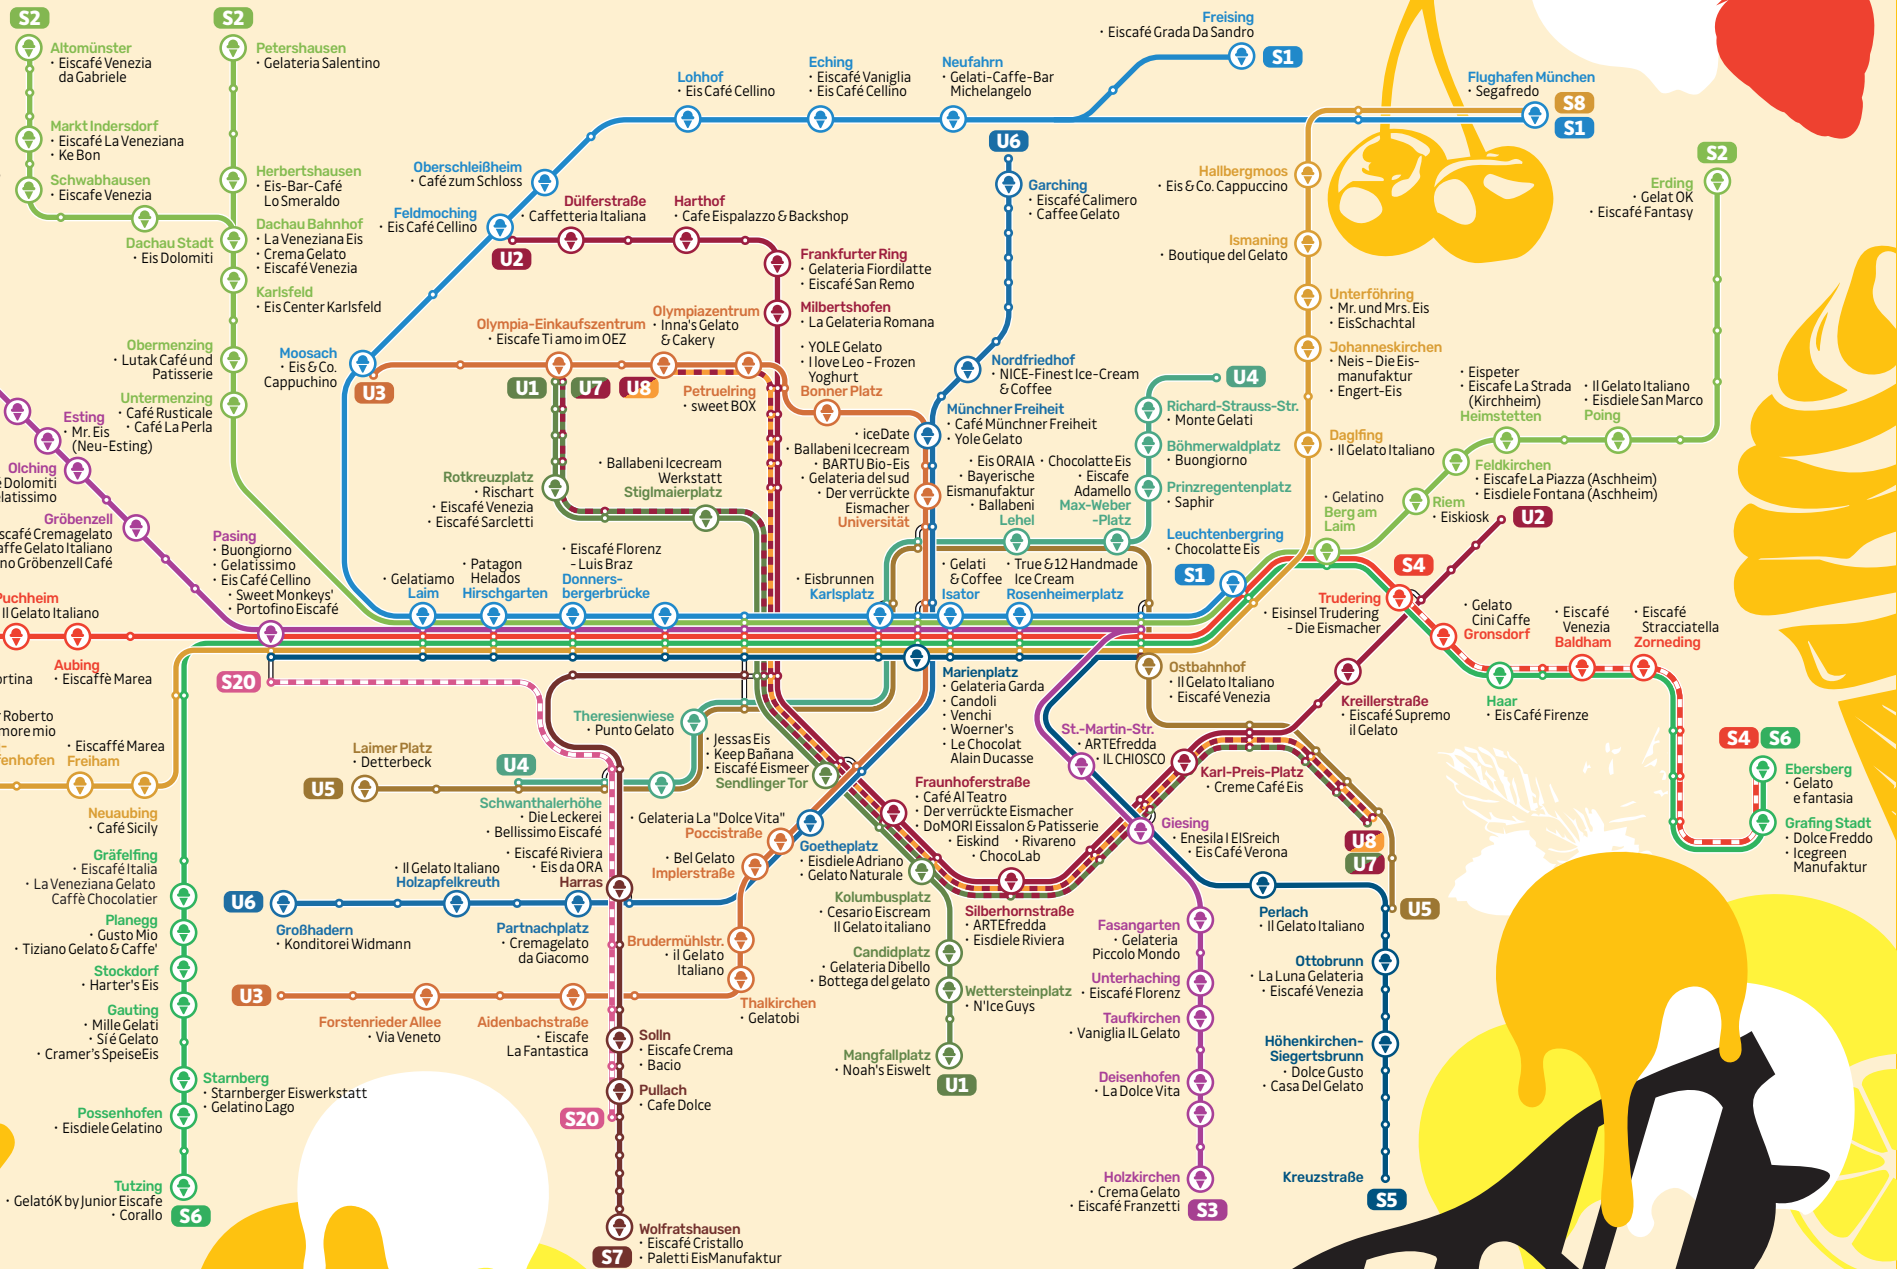 S2
Altomünster
· Eiscafé Venezia
da Gabriele
Markt Indersdorf
· Eiscafé La Veneziana
· Ke Bon
Schwabhausen
· Eiscafe Venezia
Dachau Stadt
· Eis Dolomiti
S2
Petershausen
· Gelateria Salentino
Herbertshausen
· Eis-Bar-Café
Lo Smeraldo
Dachau Bahnhof
· La Veneziana Eis
· Crema Gelato
· Eiscafé Venezia
Karlsfeld
· Eis Center Karlsfeld
Obermenzing
· Lutak Café und
Patisserie
Untermenzing
· Café Rusticale
· Café La Perla
Freising
· Eiscafé Grada Da Sandro
S1
Lohhof
· Eis Café Cellino
Eching
· Eiscafé Vaniglia
· Eis Café Cellino
Neufahrn
· Gelati-Caffe-Bar
Michelangelo
Flughafen München
· Segafredo
S8
S1
Oberschleißheim
· Café zum Schloss
Feldmoching
· Eis Café Cellino
U2
Dülferstraße
· Caffetteria Italiana
Harthof
· Cafe Eispalazzo & Backshop
Frankfurter Ring
· Gelateria Fiordilatte
· Eiscafé San Remo
Milbertshofen
· La Gelateria Romana
U6
Garching
· Eiscafé Calimero
· Caffee Gelato
Hallbergmoos
· Eis & Co. Cappuccino
Ismaning
· Boutique del Gelato
Unterföhring
· Mr. und Mrs. Eis
· EisSchachtal
Johanneskirchen
· Neis – Die Eis-
manufaktur
· Engert-Eis
Daglfing
· Il Gelato Italiano
S2
Erding
· Gelat OK
· Eiscafé Fantasy
Moosach
· Eis & Co.
Cappuchino
U3
Olympia-Einkaufszentrum
· Eiscafe Ti amo im OEZ
U1
U7
U8
Olympiazentrum
· Inna's Gelato
& Cakery
Petruelring
· sweet BOX
· YOLE Gelato
· I love Leo – Frozen
Yoghurt
Bonner Platz
Nordfriedhof
· NICE-Finest Ice-Cream
& Coffee
Münchner Freiheit
· Café Münchner Freiheit
· Yole Gelato
· iceDate
· Ballabeni Icecream
· BARTU Bio-Eis
· Gelateria del sud
· Der verrückte
Eismacher
Universität
U4
Richard-Strauss-Str.
· Monte Gelati
Böhmerwaldplatz
· Buongiorno
Prinzregentenplatz
· Saphir
· Eis ORAIA
· Bayerische
Eismanufaktur
· Ballabeni
Lehel
· Chocolatte Eis
· Eiscafe
Adamello
Max-Weber
-Platz
· Eispeter
· Eiscafe La Strada
(Kirchheim)
Heimstetten
· Il Gelato Italiano
· Eisdiele San Marco
Poing
Feldkirchen
· Eiscafe La Piazza (Aschheim)
· Eisdiele Fontana (Aschheim)
Riem
· Eiskiosk
U2
· Gelatino
Berg am
Laim
Leuchtenbergring
· Chocolatte Eis
S1
Esting
· Mr. Eis
(Neu-Esting)
Olching
Dolomiti
elatissimo
Gröbenzell
scafé Cremagelato
affe Gelato Italiano
no Gröbenzell Café
Puchheim
Il Gelato Italiano
Aubing
· Eiscaffè Marea
ortina
Roberto
more mio
fenhofen
· Eiscaffé Marea
Freiham
Neuaubing
· Café Sicily
Pasing
· Buongiorno
· Gelatissimo
· Eis Café Cellino
· Sweet Monkeys'
· Portofino Eiscafé
Rotkreuzplatz
· Rischart
· Eiscafé Venezia
· Eiscafé Sarcletti
· Ballabeni Icecream
Werkstatt
Stiglmaierplatz
· Gelatiamo
Laim
· Patagon
Helados
Hirschgarten
· Eiscafé Florenz
– Luis Braz
Donners-
bergerbrücke
· Eisbrunnen
Karlsplatz
· Gelati
& Coffee
Isator
· True & 12 Handmade
Ice Cream
Rosenheimerplatz
S4
Trudering
· Eisinsel Trudering
– Die Eismacher
· Gelato
Cini Caffe
Gronsdorf
· Eiscafé
Venezia
Baldham
· Eiscafé
Stracciatella
Zorneding
Haar
· Eis Café Firenze
Kreillerstraße
· Eiscafé Supremo
il Gelato
Ostbahnhof
· Il Gelato Italiano
· Eiscafé Venezia
Marienplatz
· Gelateria Garda
· Candoli
· Venchi
· Woerner's
· Le Chocolat
Alain Ducasse
S20
Theresienwiese
· Punto Gelato
Laimer Platz
· Detterbeck
U5
U4
Schwanthalerhöhe
· Die Leckerei
· Bellissimo Eiscafé
· Jessas Eis
· Keep Bañana
· Eiscafé Eismeer
Sendlinger Tor
St.-Martin-Str.
· ARTEfredda
· IL CHIOSCO
Karl-Preis-Platz
· Creme Café Eis
U8
U7
U5
S4
S6
Ebersberg
· Gelato
e fantasia
Grafing Stadt
· Dolce Freddo
· Icegreen
Manufaktur
Fraunhoferstraße
· Café Al Teatro
· Der verrückte Eismacher
· DoMORI Eissalon & Patisserie
· Eiskind
· Rivareno
· ChocoLab
Giesing
· Enesila I EISreich
· Eis Café Verona
· Gelateria La "Dolce Vita"
Poccistraße
Goetheplatz
· Eisdiele Adriano
· Gelato Naturale
· Bel Gelato
Implerstraße
· Eiscafé Riviera
· Eis da ORA
Harras
· Il Gelato Italiano
Holzapfelkreuth
U6
Großhadern
· Konditorei Widmann
Partnachplatz
· Cremagelato
da Giacomo
Brudermühlstr.
· il Gelato
Italiano
Thalkirchen
· Gelatobi
U3
Forstenrieder Allee
· Via Veneto
Aidenbachstraße
· Eiscafe
La Fantastica
Kolumbusplatz
· Cesario Eiscream
Il Gelato italiano
Candidplatz
· Gelateria Dibello
· Bottega del gelato
Wettersteinplatz
· N'Ice Guys
Mangfallplatz
· Noah's Eiswelt
U1
Silberhornstraße
· ARTEfredda
· Eisdiele Riviera
Fasangarten
· Gelateria
Piccolo Mondo
Unterhaching
· Eiscafé Florenz
Taufkirchen
· Vaniglia IL Gelato
Deisenhofen
· La Dolce Vita
Holzkirchen
· Crema Gelato
· Eiscafé Franzetti
S3
Perlach
· Il Gelato Italiano
Ottobrunn
· La Luna Gelateria
· Eiscafé Venezia
Höhenkirchen-
Siegertsbrunn
· Dolce Gusto
· Casa Del Gelato
Kreuzstraße
S5
Gräfelfing
· Eiscafé Italia
· La Veneziana Gelato
Caffè Chocolatier
Planegg
· Gusto Mio
· Tiziano Gelato & Caffe'
Stockdorf
· Harter's Eis
Gauting
· Mille Gelati
· Sí é Gelato
· Cramer's SpeiseEis
Starnberg
· Starnberger Eiswerkstatt
· Gelatino Lago
Possenhofen
· Eisdiele Gelatino
Tutzing
· GelatóK by Junior Eiscafe
· Corallo
S6
Solln
· Eiscafe Crema
· Bacio
Pullach
· Cafe Dolce
S20
Wolfratshausen
· Eiscafé Cristallo
· Paletti EisManufaktur
S7